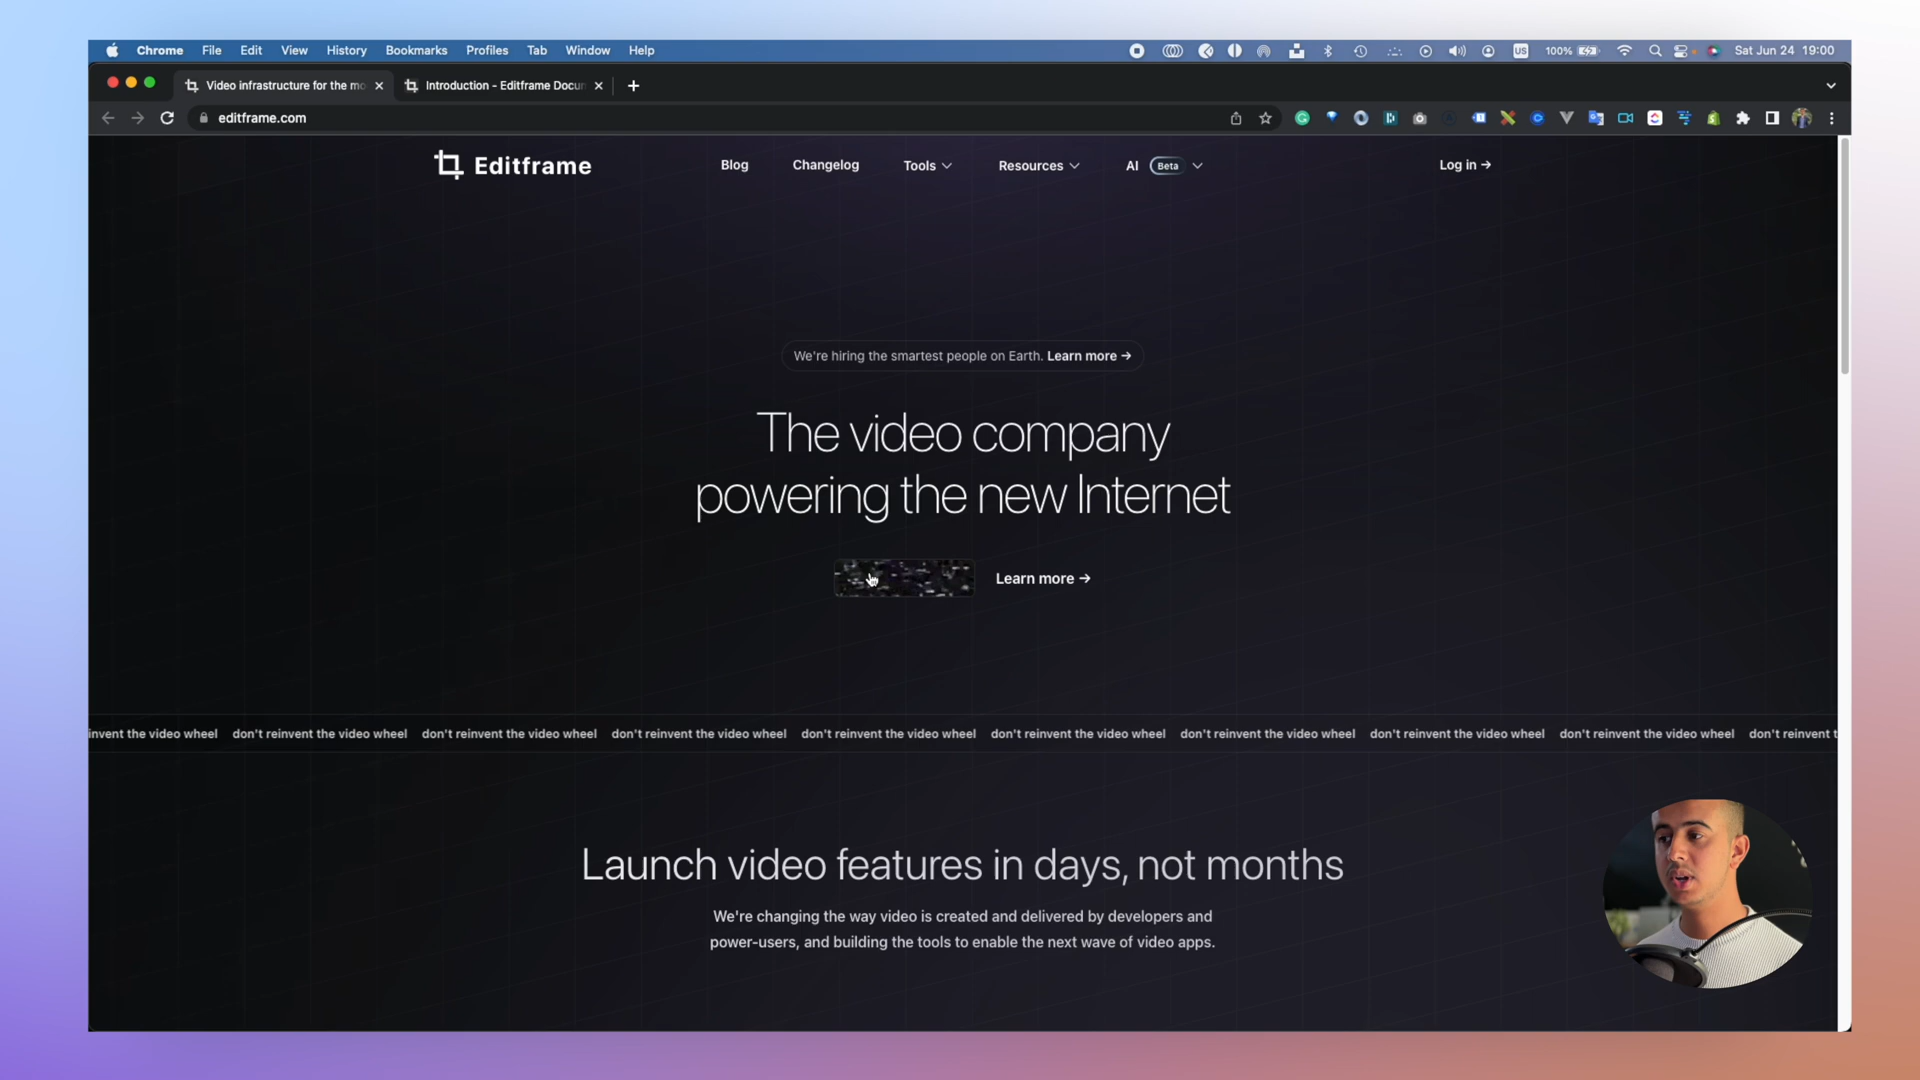 Chrome File Edit View History Bookmarks Profiles Tab Window Help
US 100% Sat Jun 24 19:00
Video infrastructure for the mo
Introduction - Editframe Docun
editframe.com
Editframe
Blog Changelog Tools Resources AI Beta Log in →
We're hiring the smartest people on Earth. Learn more →
The video company
powering the new Internet
Learn more →
invent the video wheel don't reinvent the video wheel don't reinvent the video wheel don't reinvent the video wheel don't reinvent the video wheel don't reinvent the video wheel don't reinvent the video wheel don't reinvent the video wheel don't reinvent the video wheel don't reinvent t
Launch video features in days, not months
We're changing the way video is created and delivered by developers and
power-users, and building the tools to enable the next wave of video apps.